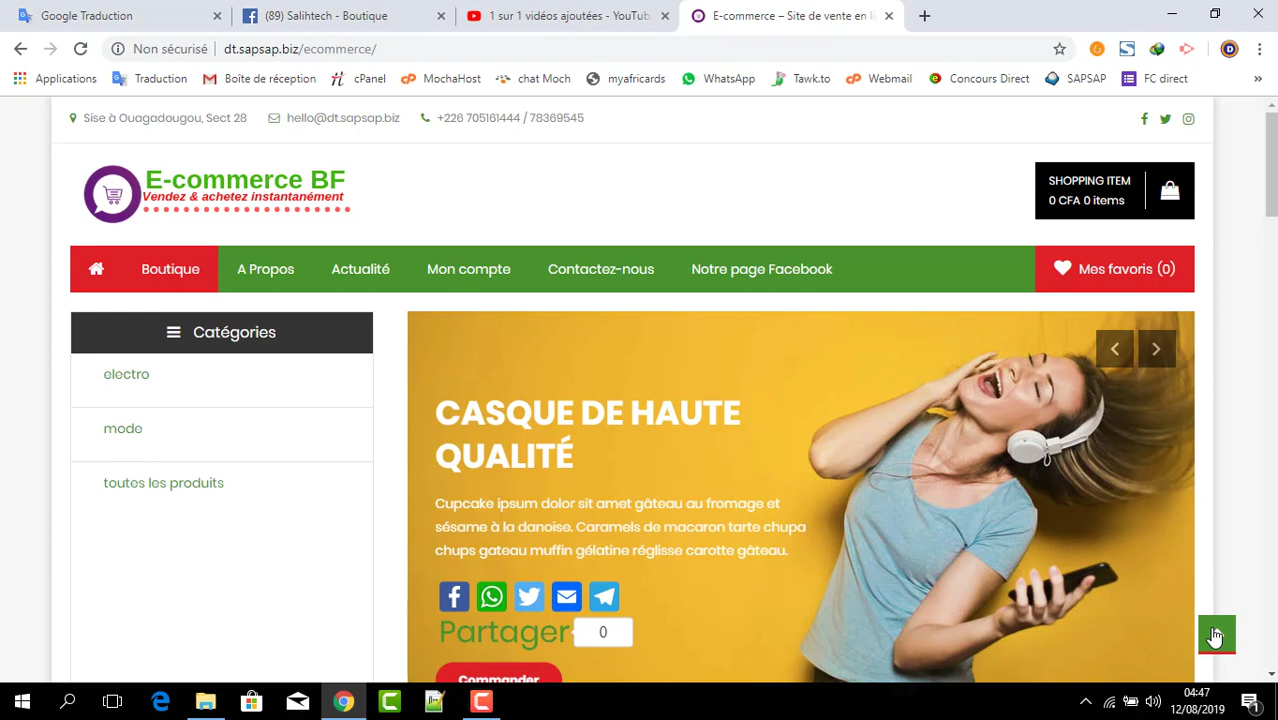 Google Traduction
(89) Salihtech - Boutique
1 sur 1 vidéos ajoutées - YouTub
E-commerce – Site de vente en li
Non sécurisé
dt.sapsap.biz/ecommerce/
Applications
Traduction
Boîte de réception
cPanel
MochaHost
chat Moch
myafricards
WhatsApp
Tawk.to
Webmail
Concours Direct
SAPSAP
FC direct
»
Sise à Ouagadougou, Sect 28
hello@dt.sapsap.biz
+226 705161444 / 78369545
E-commerce BF
Vendez & achetez instantanément
SHOPPING ITEM
0 CFA 0 items
Boutique
A Propos
Actualité
Mon compte
Contactez-nous
Notre page Facebook
Mes favoris (0)
Catégories
electro
mode
toutes les produits
CASQUE DE HAUTE
QUALITÉ
Cupcake ipsum dolor sit amet gâteau au fromage et
sésame à la danoise. Caramels de macaron tarte chupa
chups gateau muffin gélatine réglisse carotte gâteau.
Partager
0
Commander
04:47
12/08/2019
1